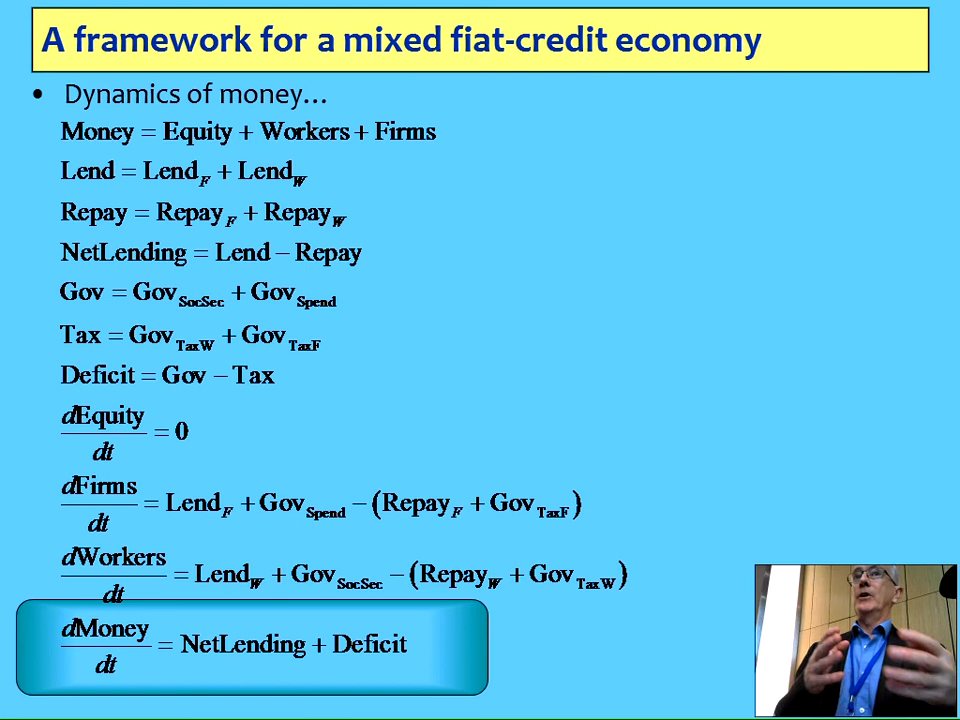 A framework for a mixed fiat-credit economy
• Dynamics of money…
Money = Equity + Workers + Firms
Lend = Lend_F + Lend_W
Repay = Repay_F + Repay_W
NetLending = Lend − Repay
Gov = Gov_SocSec + Gov_Spend
Tax = Gov_TaxW + Gov_TaxF
Deficit = Gov − Tax
dEquity/dt = 0
dFirms/dt = Lend_F + Gov_Spend − (Repay_F + Gov_TaxF)
dWorkers/dt = Lend_W + Gov_SocSec − (Repay_W + Gov_TaxW)
dMoney/dt = NetLending + Deficit